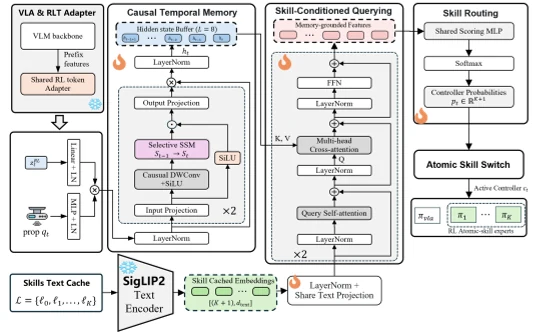 VLA & RLT Adapter
VLM backbone
Prefix
features
Shared RL token
Adapter
Linear + LN
prop q_t
MLP + LN
Skills Text Cache
ℒ = {ℓ_0, ℓ_1, …, ℓ_K}
Causal Temporal Memory
Hidden state Buffer (L = 8)
h_t
LayerNorm
Output Projection
Selective SSM
S_{t−1} → S_t
SiLU
Causual DWConv
+SiLU
×2
Input Projection
LayerNorm
SigLIP2
Text
Encoder
Skill Cached Embeddings
[(K + 1), d_text]
Skill-Conditioned Querying
Memory-grounded Features
FFN
LayerNorm
K, V
Multi-head
Cross-attention
Q
LayerNorm
Query Self-attention
LayerNorm
×2
LayerNorm +
Share Text Projection
Skill Routing
Shared Scoring MLP
Softmax
Controller Probabilities
p_t ∈ ℝ^{K+1}
Atomic Skill Switch
Active Controller c_t
π_vla
π_1
…
π_K
RL Atomic-skill experts